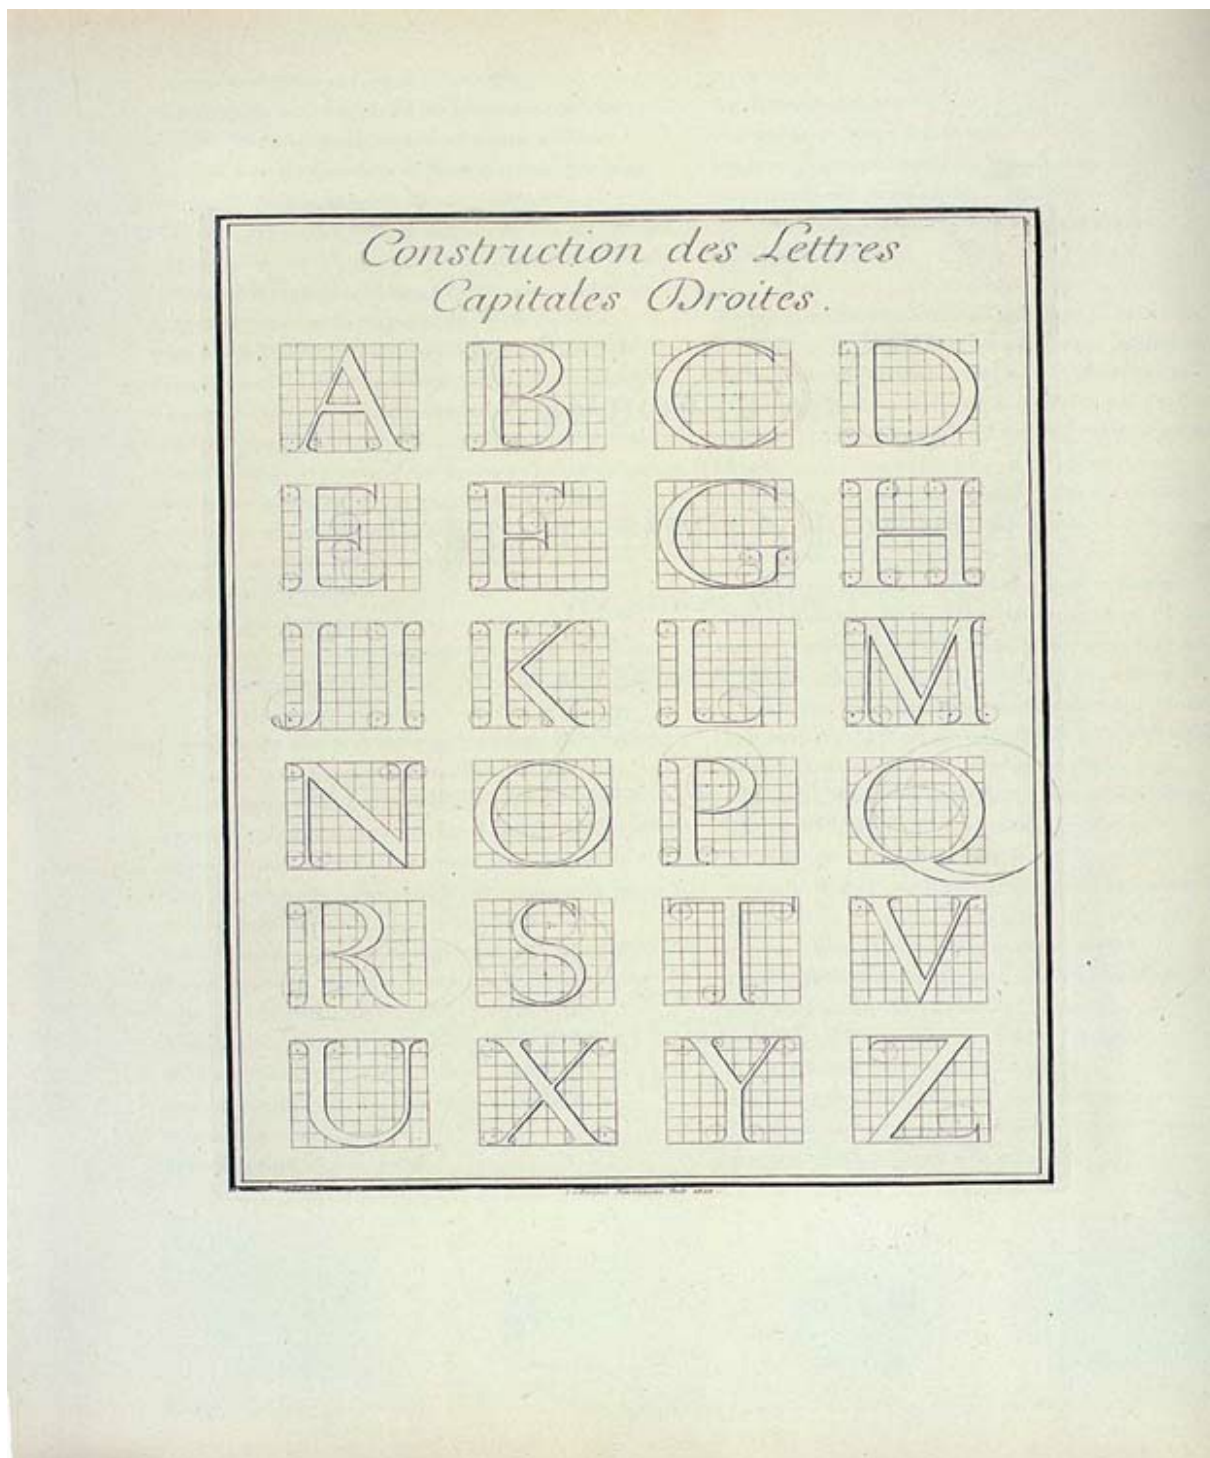 Construction des Lettres
Capitales Droites.
A B C D
E F G H
J I K L M
N O P Q
R S T V
U X Y Z